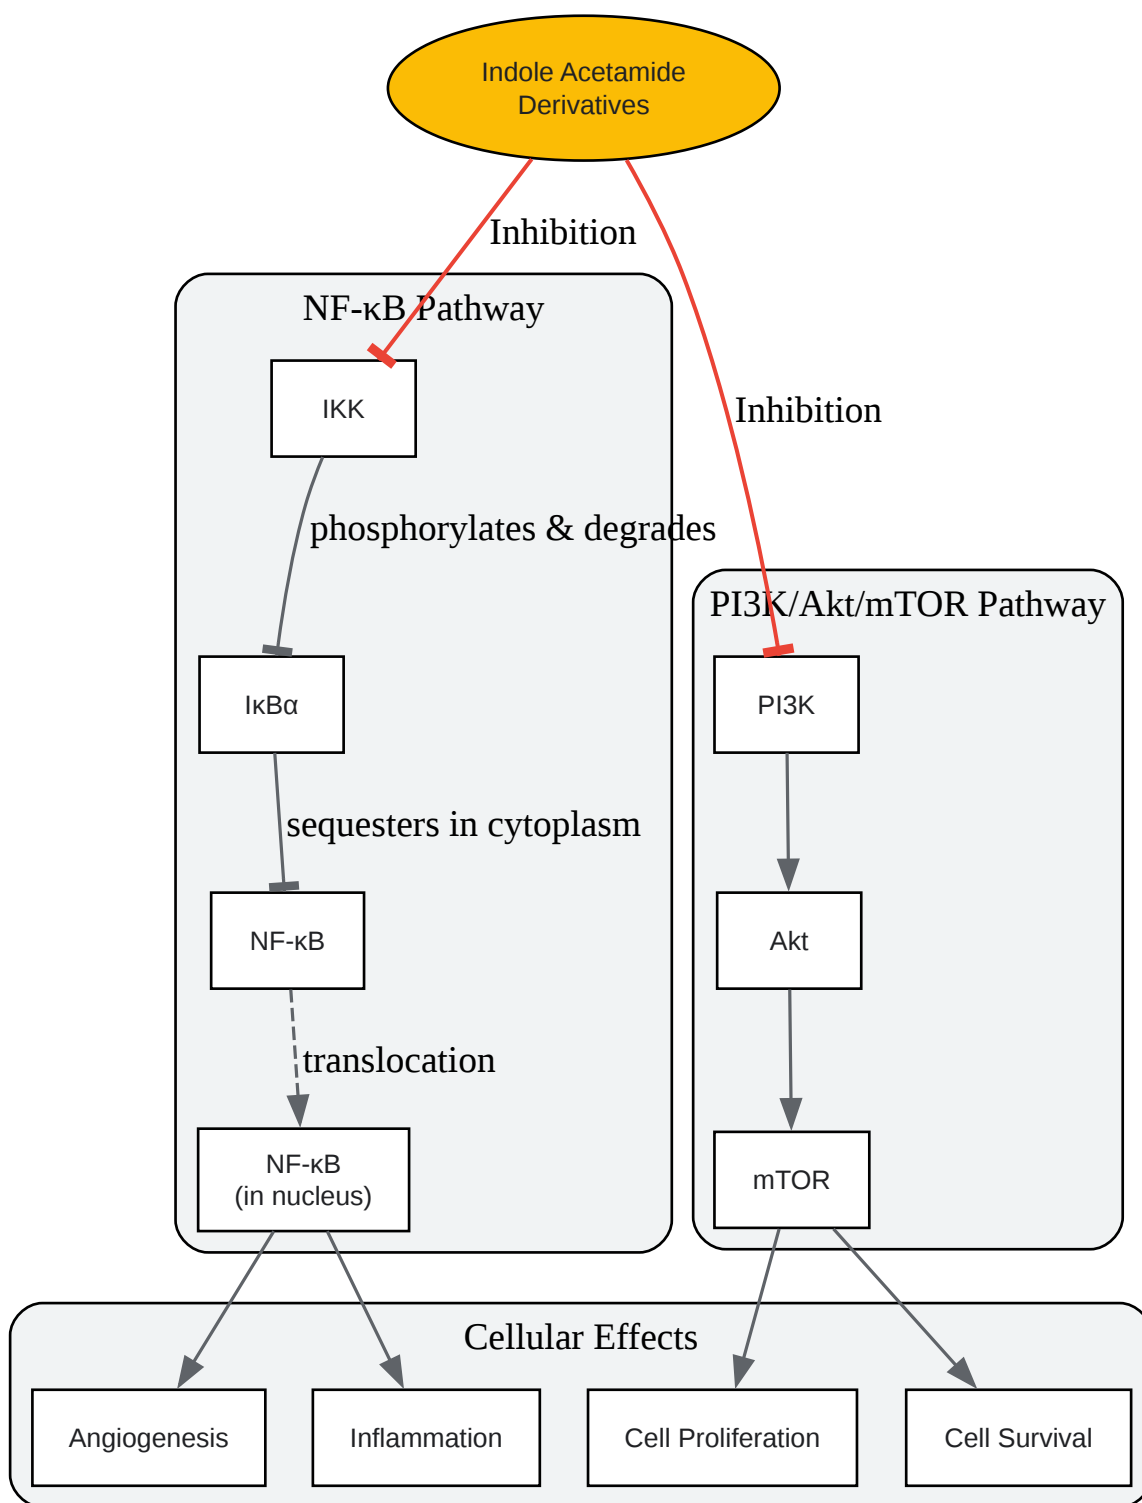 Indole Acetamide
Derivatives
Inhibition
NF-κB Pathway
IKK
Inhibition
phosphorylates & degrades
PI3K/Akt/mTOR Pathway
IκBα
PI3K
sequesters in cytoplasm
NF-κB
Akt
translocation
NF-κB
(in nucleus)
mTOR
Cellular Effects
Angiogenesis
Inflammation
Cell Proliferation
Cell Survival